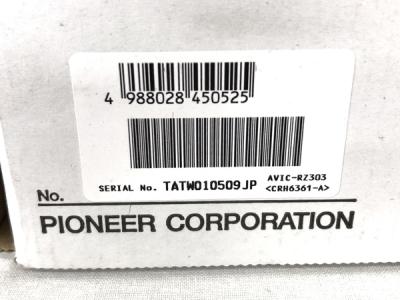 4 988028 450525
AVIC-RZ303
SERIAL No. TATW010509JP <CRH6361-A>
No.
PIONEER CORPORATION